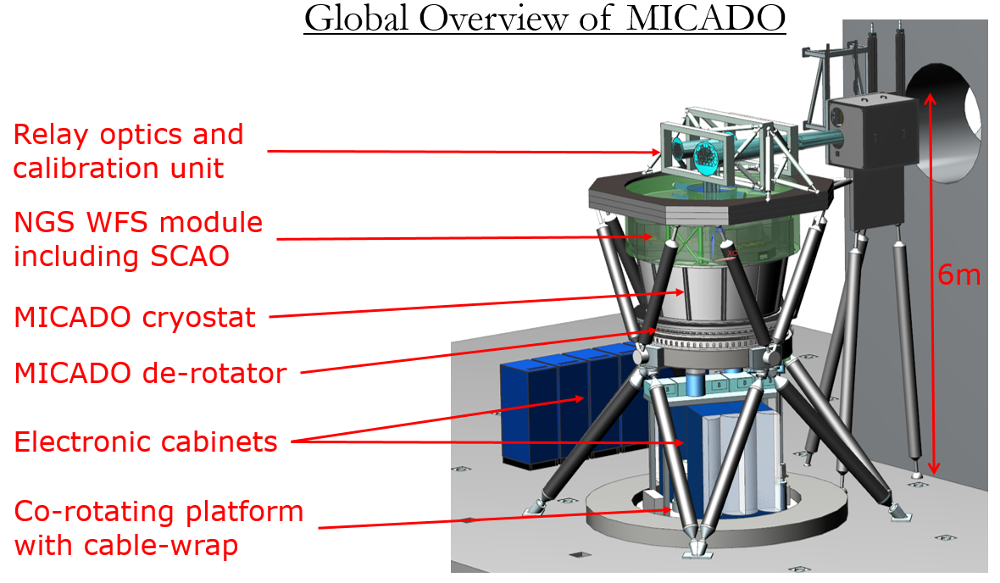 Global Overview of MICADO
Relay optics and
calibration unit
NGS WFS module
including SCAO
MICADO cryostat
MICADO de-rotator
Electronic cabinets
Co-rotating platform
with cable-wrap
6m
XC
B
B
B